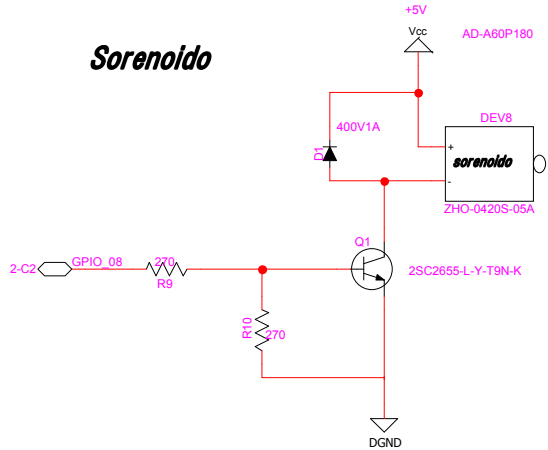 +5V
Vcc
AD-A60P180
Sorenoido
400V1A
D1
DEV8
+
sorenoido
-
ZHO-0420S-05A
Q1
2SC2655-L-Y-T9N-K
2-C2
GPIO_08
270
R9
R10
270
DGND